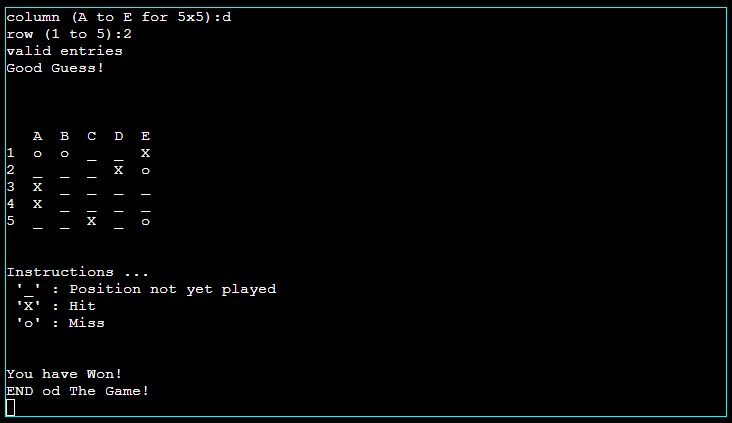 column (A to E for 5x5):d
row (1 to 5):2
valid entries
Good Guess!
A B C D E
1 o o _ _ X
2 _ _ _ X o
3 X _ _ _ _
4 X _ _ _ _
5 _ _ X _ o
Instructions ...
'_' : Position not yet played
'X' : Hit
'o' : Miss
You have Won!
END od The Game!